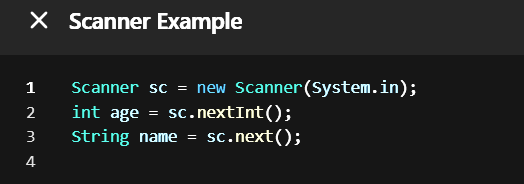 ✕ Scanner Example
1 Scanner sc = new Scanner(System.in);
2 int age = sc.nextInt();
3 String name = sc.next();
4